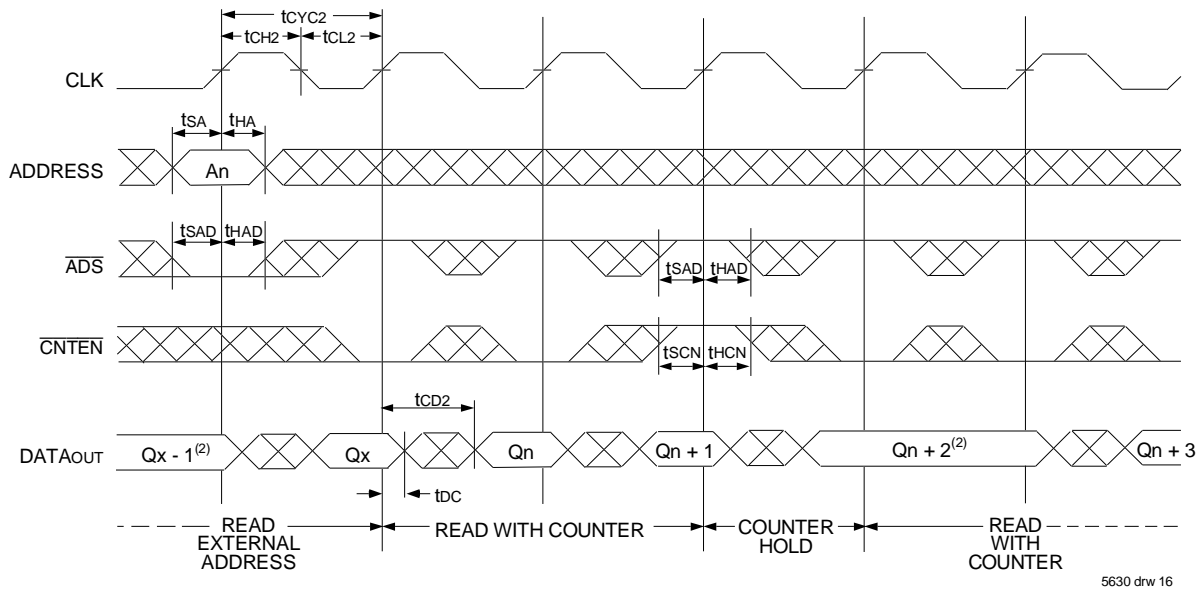 tCYC2
tCH2 tCL2
CLK
tSA tHA
ADDRESS An
tSAD tHAD
ADS
tSAD tHAD
CNTEN
tSCN tHCN
tCD2
DATAOUT Qx - 1(2) Qx Qn Qn + 1 Qn + 2(2) Qn + 3
tDC
READ EXTERNAL ADDRESS
READ WITH COUNTER
COUNTER HOLD
READ WITH COUNTER
5630 drw 16